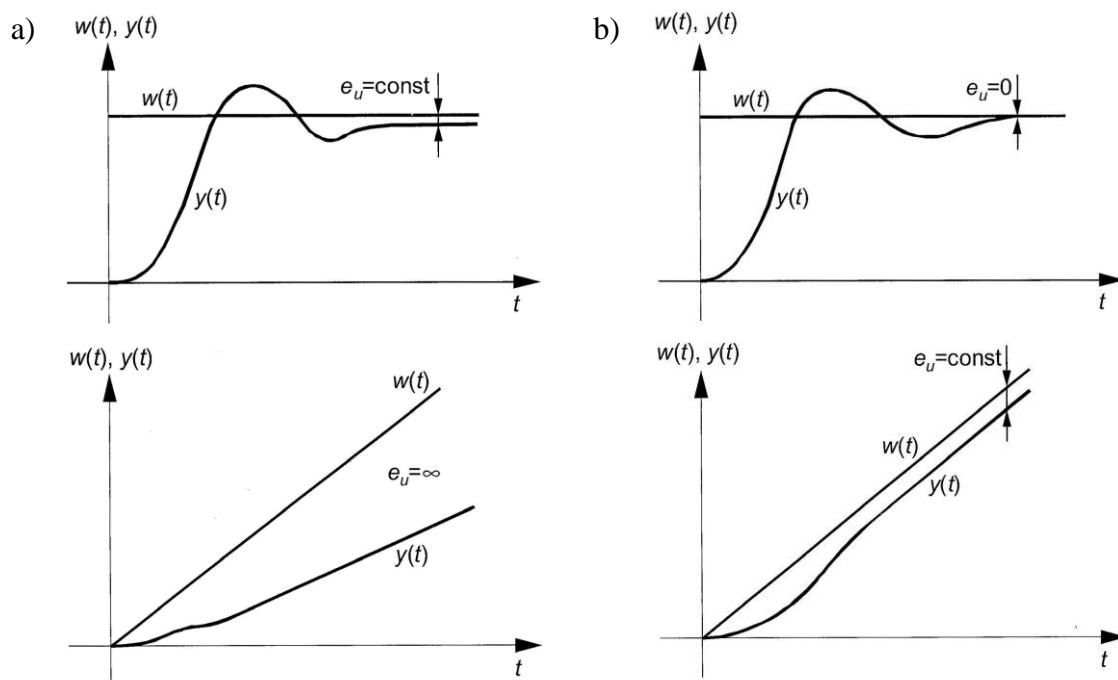 a)
w(t), y(t)
w(t)
e_u=const
y(t)
t
b)
w(t), y(t)
w(t)
e_u=0
y(t)
t
w(t), y(t)
w(t)
e_u=∞
y(t)
t
w(t), y(t)
e_u=const
w(t)
y(t)
t